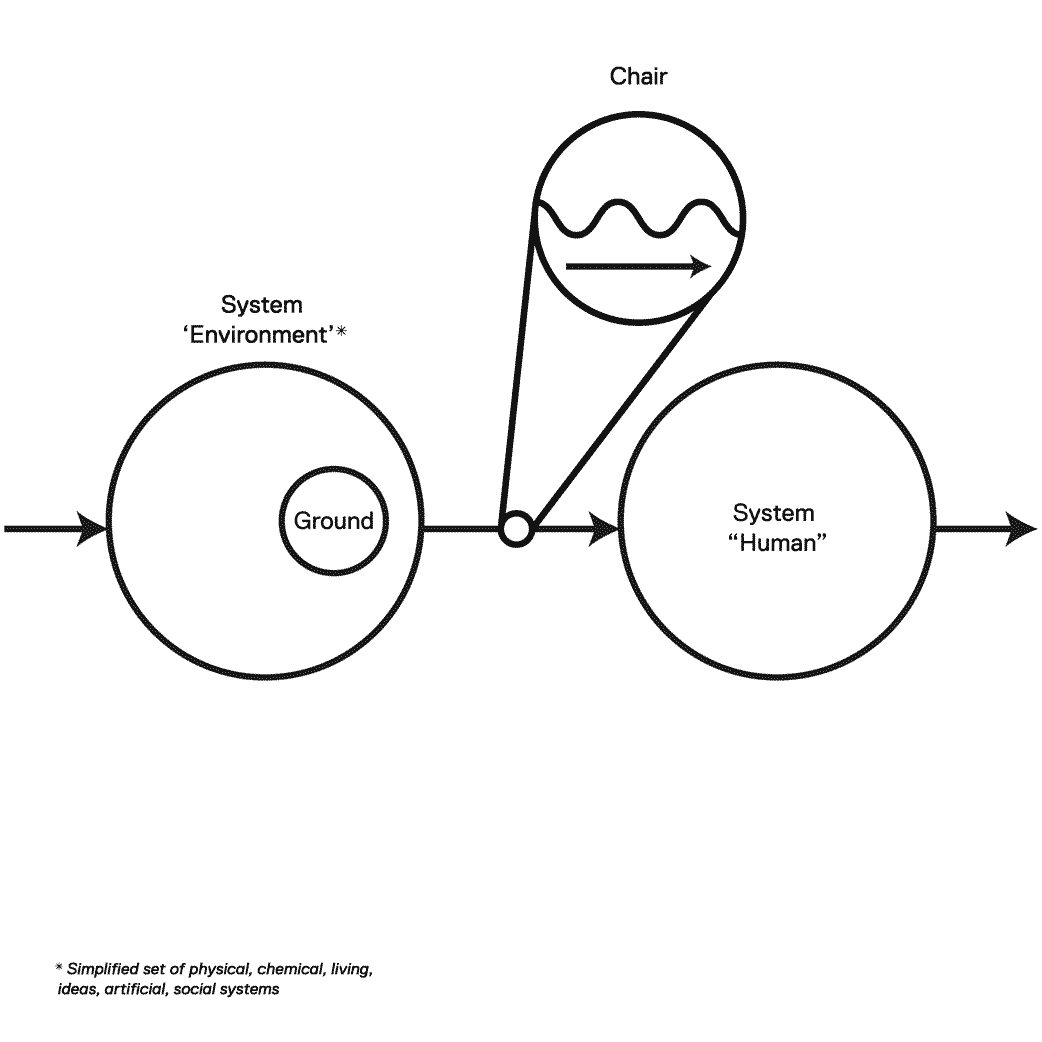 Chair
System
‘Environment’*
Ground
System
“Human”
* Simplified set of physical, chemical, living,
ideas, artificial, social systems